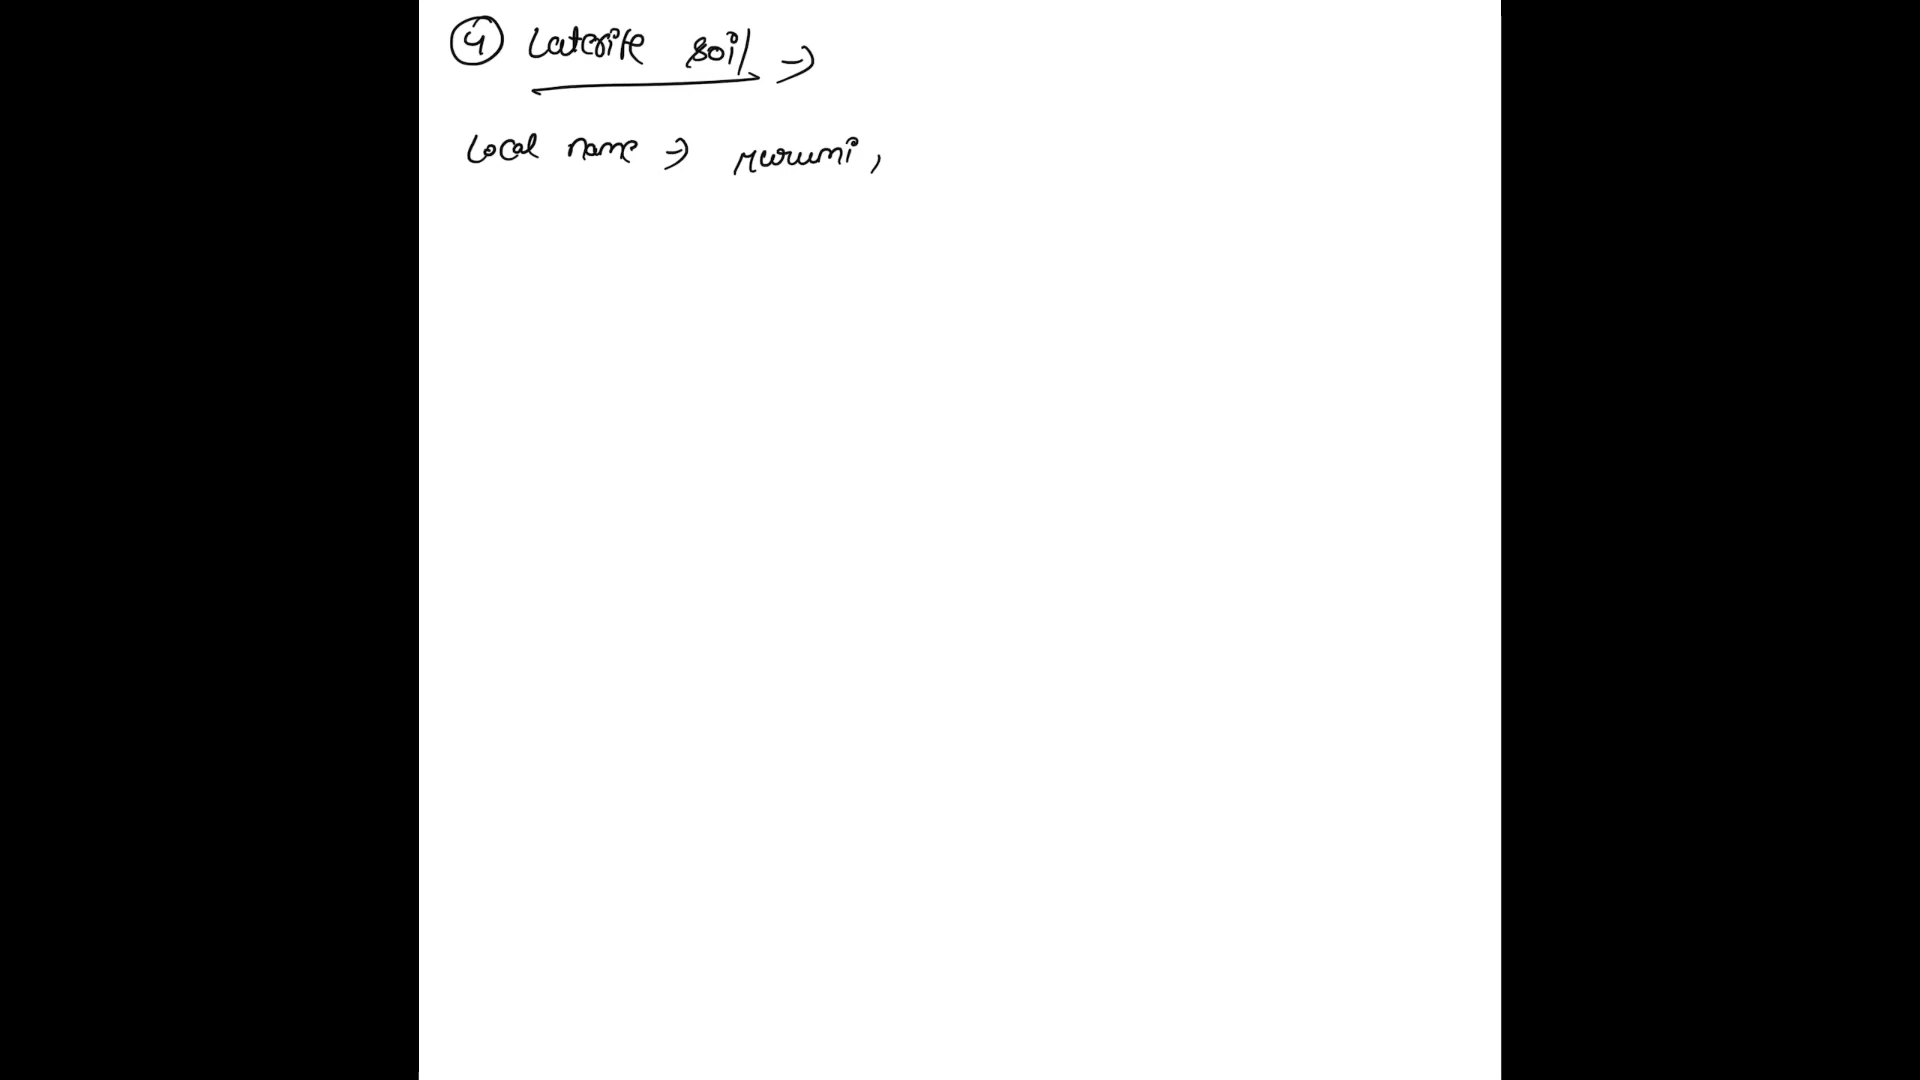 ④ Laterite soil ⇒
Local name ⇒ Murumi,